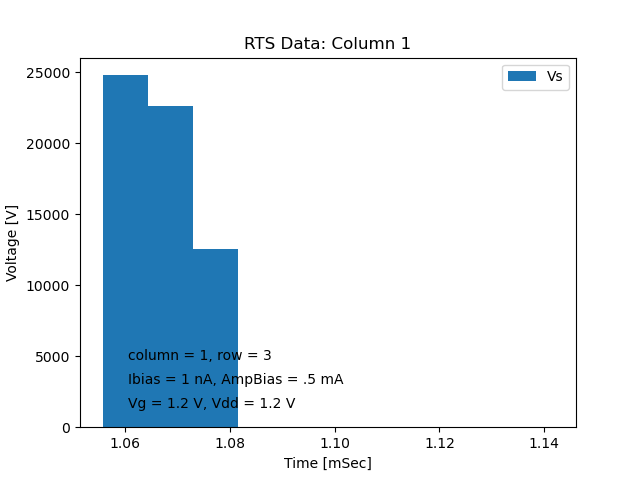 RTS Data: Column 1
Vs
Voltage [V]
25000
20000
15000
10000
5000
0
column = 1, row = 3
Ibias = 1 nA, AmpBias = .5 mA
Vg = 1.2 V, Vdd = 1.2 V
1.06 1.08 1.10 1.12 1.14
Time [mSec]